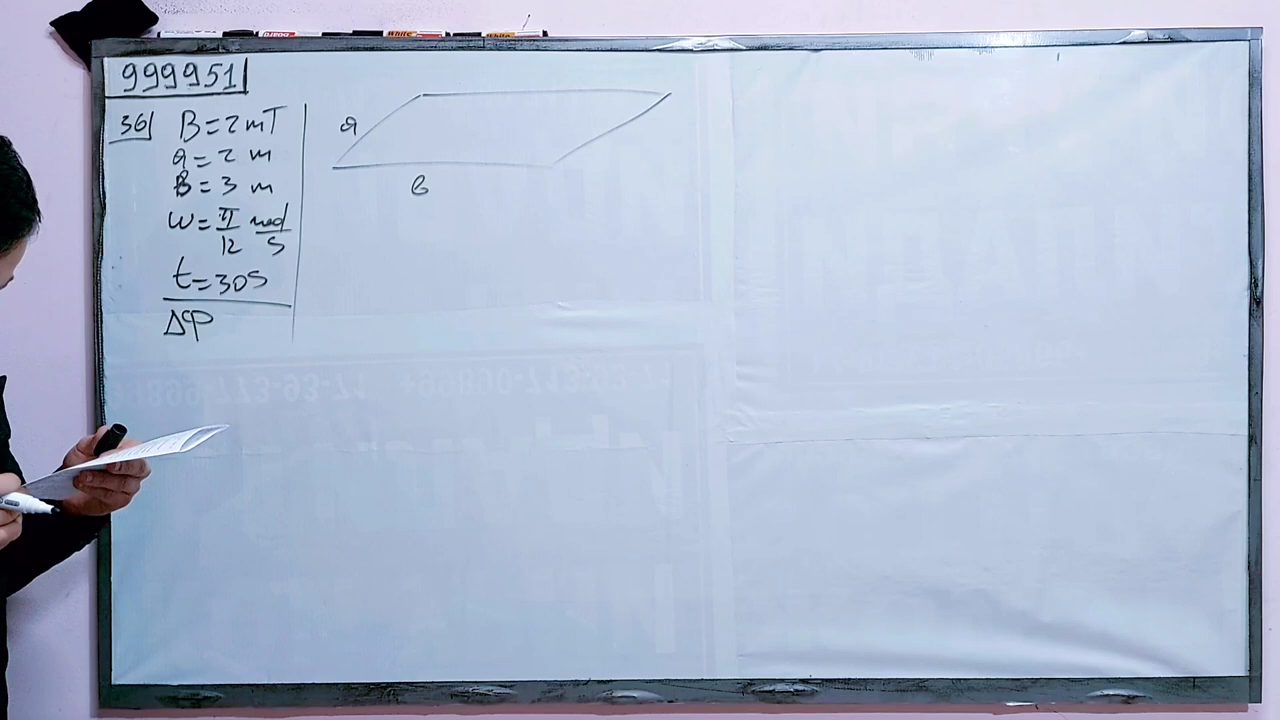 999951
36
B = 2 mT
a = 2 m
B = 3 m
ω = π/12 rad/s
t = 30 s
ΔΦ
a
в